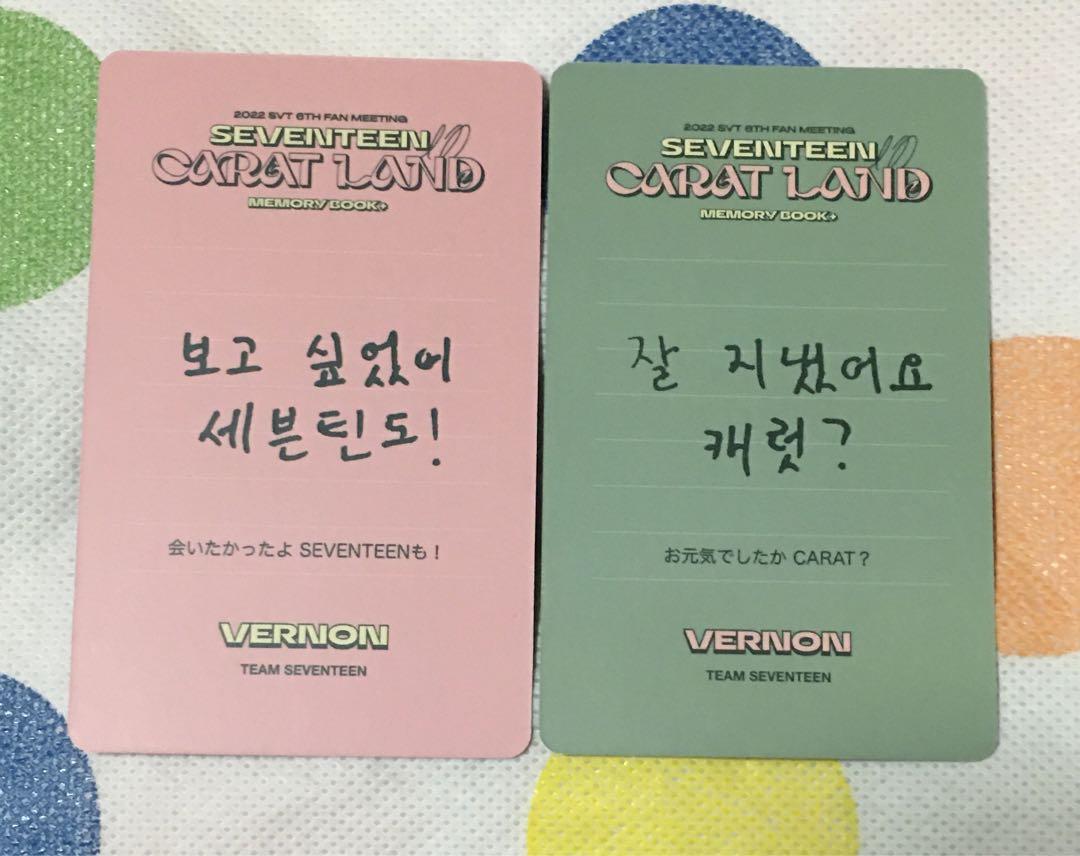 2022 SVT 6TH FAN MEETING
SEVENTEEN
CARAT LAND
MEMORY BOOK+
보고 싶었어
세븐틴도!
会いたかったよ SEVENTEENも！
VERNON
TEAM SEVENTEEN
2022 SVT 6TH FAN MEETING
SEVENTEEN
CARAT LAND
MEMORY BOOK+
잘 지냈어요
캐럿?
お元気でしたか CARAT？
VERNON
TEAM SEVENTEEN